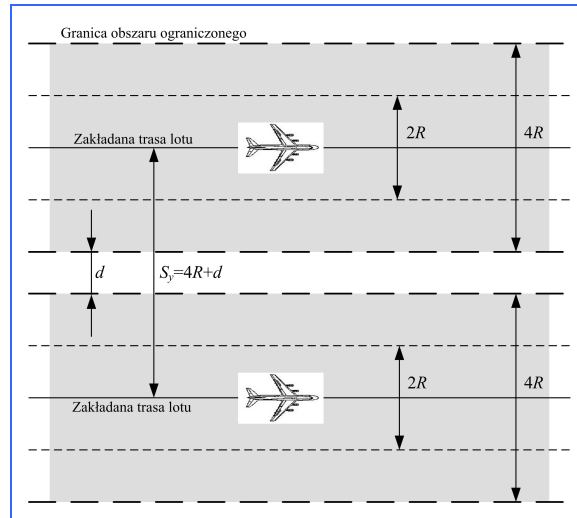 Granica obszaru ograniczonego
Zakładana trasa lotu
2R
4R
d
Sy=4R+d
2R
4R
Zakładana trasa lotu